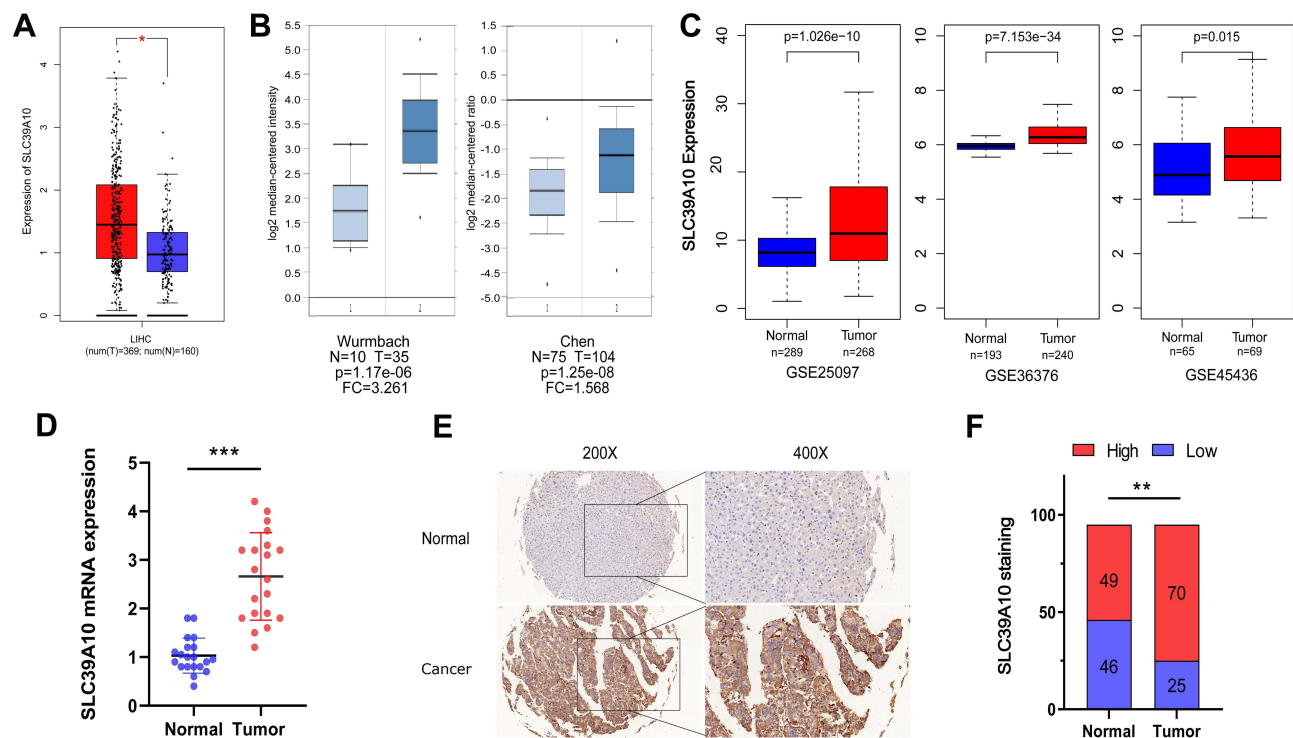 A
*
Expression of SLC39A10
4
3
2
1
0
LIHC
(num(T)=369; num(N)=160)
B
log2 median-centered intensity
5.5
5.0
4.5
4.0
3.5
3.0
2.5
2.0
1.5
1.0
0.5
0.0
Wurmbach
N=10 T=35
p=1.17e-06
FC=3.261
log2 median-centered ratio
1.5
1.0
0.5
0.0
-0.5
-1.0
-1.5
-2.0
-2.5
-3.0
-3.5
-4.0
-4.5
-5.0
Chen
N=75 T=104
p=1.25e-08
FC=1.568
C
SLC39A10 Expression
40
30
20
10
0
p=1.026e−10
Normal
n=289
Tumor
n=268
GSE25097
10
8
6
4
2
0
p=7.153e−34
Normal
n=193
Tumor
n=240
GSE36376
10
8
6
4
2
0
p=0.015
Normal
n=65
Tumor
n=69
GSE45436
D
SLC39A10 mRNA expression
5
4
3
2
1
0
***
Normal
Tumor
E
200X
400X
Normal
Cancer
F
High
Low
**
SLC39A10 staining
100
50
0
49
46
70
25
Normal
Tumor